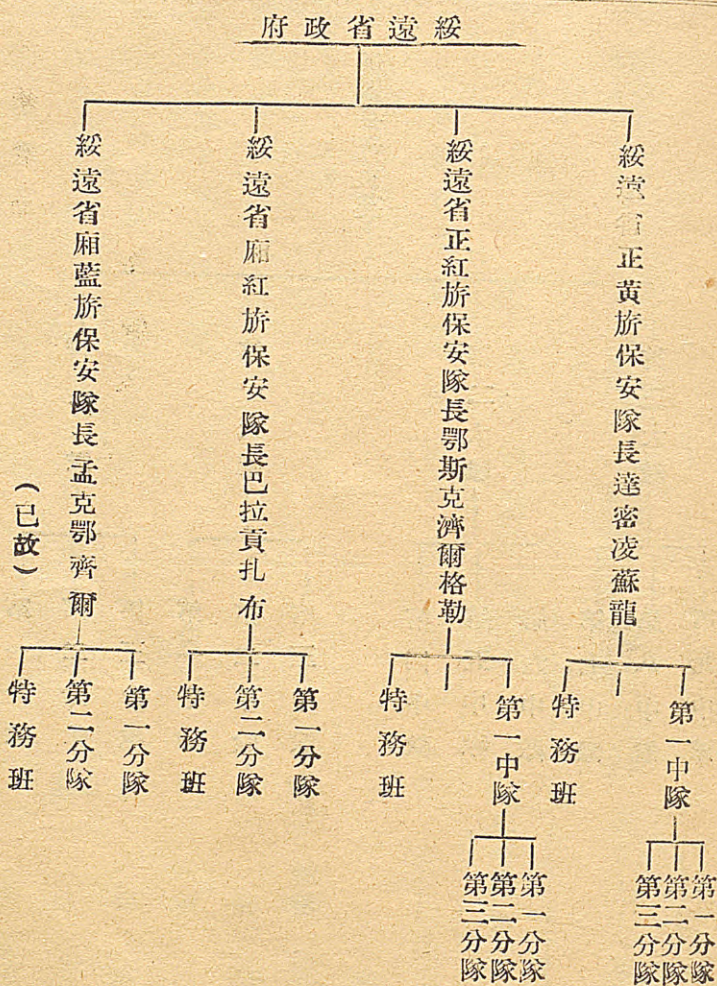 綏遠省政府
綏遠省正黃旂保安隊長達密凌蘇龍
第一中隊
第一分隊
第二分隊
第三分隊
特務班
綏遠省正紅旂保安隊長鄂斯克濟爾格勒
第一中隊
第一分隊
第二分隊
第三分隊
特務班
綏遠省廂紅旂保安隊長巴拉貢扎布
第一分隊
第二分隊
特務班
綏遠省廂藍旂保安隊長孟克鄂齊爾
(已故)
第一分隊
第二分隊
特務班